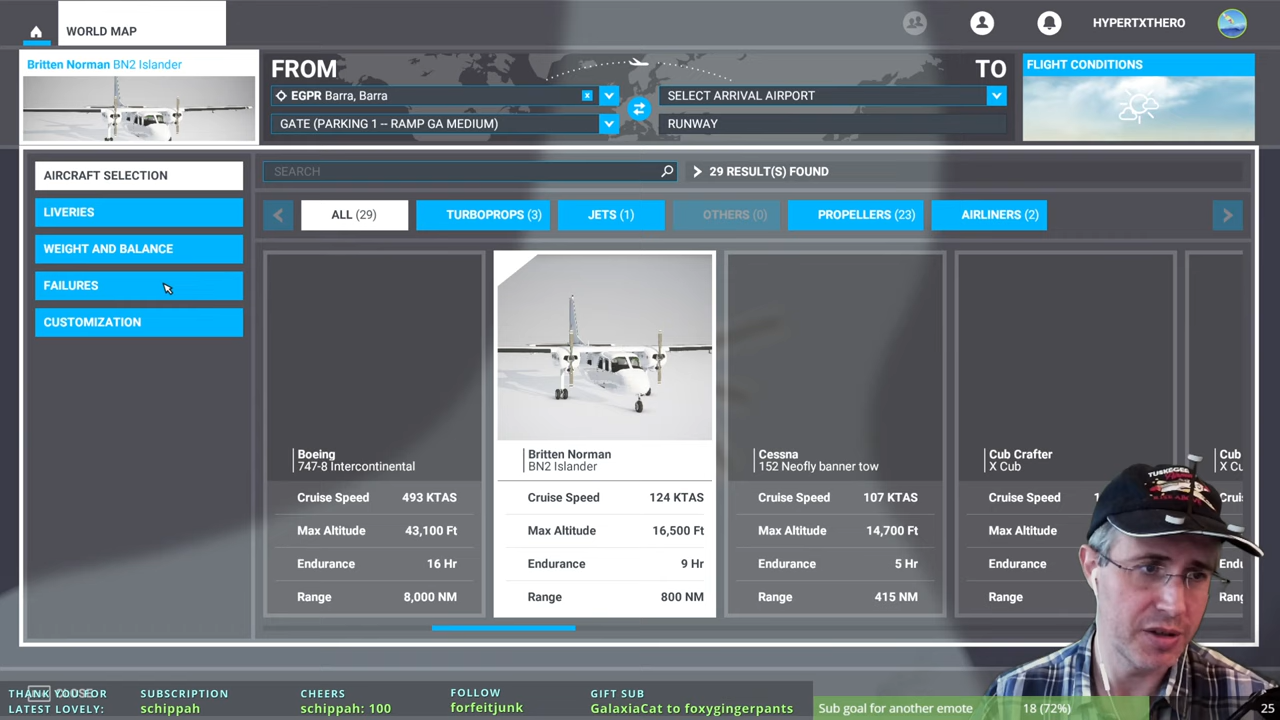 WORLD MAP
HYPERTXTHERO
Britten Norman BN2 Islander
FROM
TO
FLIGHT CONDITIONS
EGPR Barra, Barra
SELECT ARRIVAL AIRPORT
GATE (PARKING 1 -- RAMP GA MEDIUM)
RUNWAY
AIRCRAFT SELECTION
LIVERIES
WEIGHT AND BALANCE
FAILURES
CUSTOMIZATION
SEARCH
29 RESULT(S) FOUND
ALL (29)
TURBOPROPS (3)
JETS (1)
OTHERS (0)
PROPELLERS (23)
AIRLINERS (2)
Boeing
747-8 Intercontinental
Cruise Speed 493 KTAS
Max Altitude 43,100 Ft
Endurance 16 Hr
Range 8,000 NM
Britten Norman
BN2 Islander
Cruise Speed 124 KTAS
Max Altitude 16,500 Ft
Endurance 9 Hr
Range 800 NM
Cessna
152 Neofly banner tow
Cruise Speed 107 KTAS
Max Altitude 14,700 Ft
Endurance 5 Hr
Range 415 NM
Cub Crafter
X Cub
Cruise Speed
Max Altitude
Endurance
Range
Cub
X Cu
TUSKEGEE
THANK YOU FOR
LATEST LOVELY:
SUBSCRIPTION
schippah
CHEERS
schippah: 100
FOLLOW
forfeitjunk
GIFT SUB
GalaxiaCat to foxygingerpants
Sub goal for another emote
18 (72%)
25